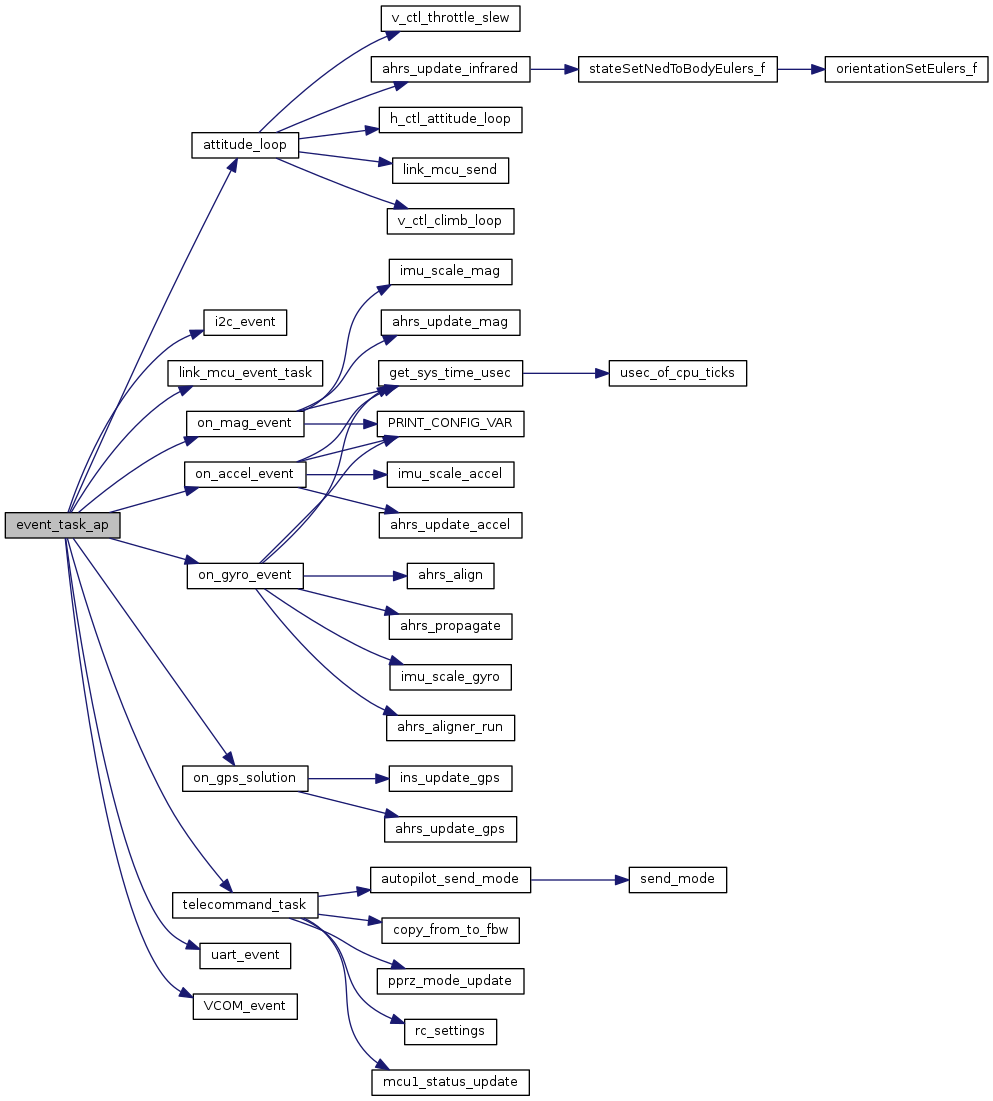 v_ctl_throttle_slew
ahrs_update_infrared
stateSetNedToBodyEulers_f
orientationSetEulers_f
h_ctl_attitude_loop
attitude_loop
link_mcu_send
v_ctl_climb_loop
imu_scale_mag
i2c_event
ahrs_update_mag
link_mcu_event_task
get_sys_time_usec
usec_of_cpu_ticks
on_mag_event
PRINT_CONFIG_VAR
on_accel_event
imu_scale_accel
event_task_ap
ahrs_update_accel
on_gyro_event
ahrs_align
ahrs_propagate
imu_scale_gyro
ahrs_aligner_run
on_gps_solution
ins_update_gps
ahrs_update_gps
autopilot_send_mode
send_mode
telecommand_task
copy_from_to_fbw
uart_event
pprz_mode_update
VCOM_event
rc_settings
mcu1_status_update